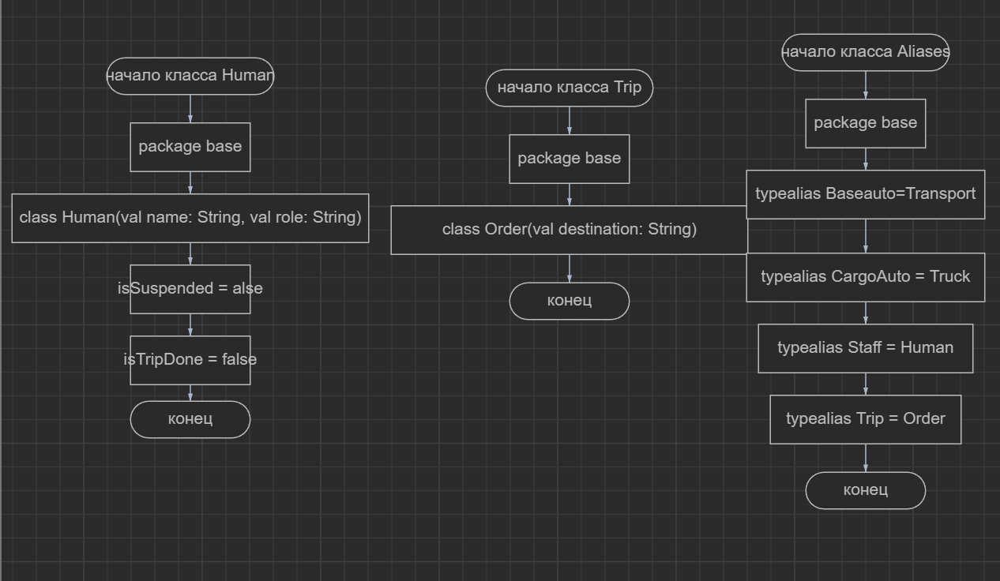 начало класса Human
package base
class Human(val name: String, val role: String)
isSuspended = alse
isTripDone = false
конец
начало класса Trip
package base
class Order(val destination: String)
конец
начало класса Aliases
package base
typealias Baseauto=Transport
typealias CargoAuto = Truck
typealias Staff = Human
typealias Trip = Order
конец